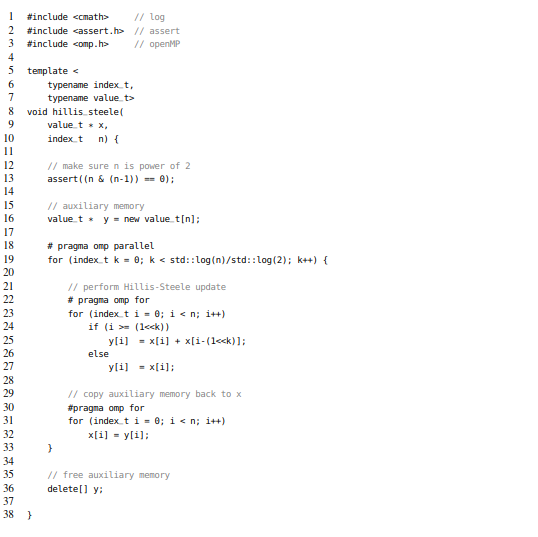 1 #include <cmath> // log
2 #include <assert.h> // assert
3 #include <omp.h> // openMP
4
5 template <
6 typename index_t,
7 typename value_t>
8 void hillis_steele(
9 value_t * x,
10 index_t n) {
11
12 // make sure n is power of 2
13 assert((n & (n-1)) == 0);
14
15 // auxiliary memory
16 value_t * y = new value_t[n];
17
18 # pragma omp parallel
19 for (index_t k = 0; k < std::log(n)/std::log(2); k++) {
20
21 // perform Hillis-Steele update
22 # pragma omp for
23 for (index_t i = 0; i < n; i++)
24 if (i >= (1<<k))
25 y[i] = x[i] + x[i-(1<<k)];
26 else
27 y[i] = x[i];
28
29 // copy auxiliary memory back to x
30 #pragma omp for
31 for (index_t i = 0; i < n; i++)
32 x[i] = y[i];
33 }
34
35 // free auxiliary memory
36 delete[] y;
37
38 }